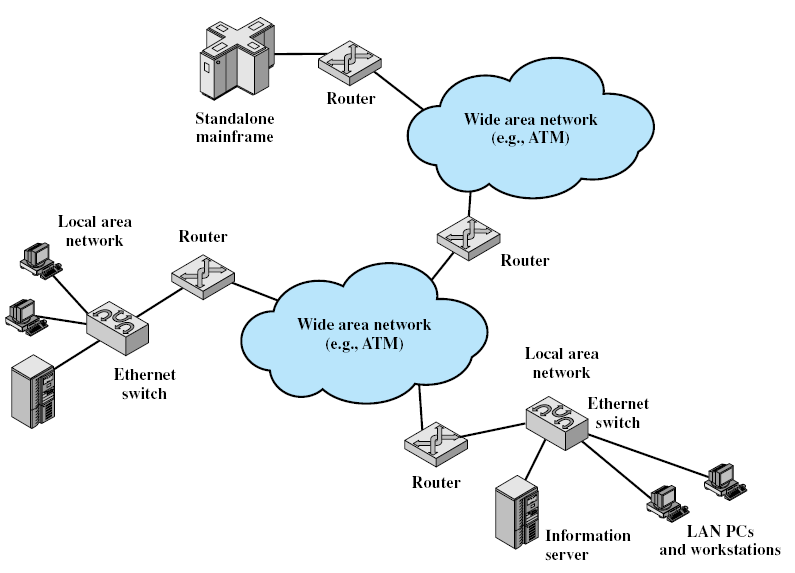 Router
Standalone
mainframe
Wide area network
(e.g., ATM)
Local area
network
Router
Router
Wide area network
(e.g., ATM)
Ethernet
switch
Local area
network
Ethernet
switch
Router
Information
server
LAN PCs
and workstations